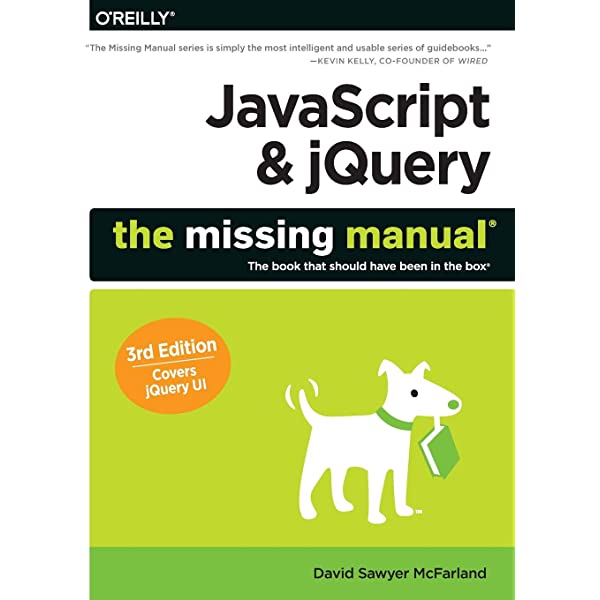 O'REILLY®
“The Missing Manual series is simply the most intelligent and usable series of guidebooks...”
—KEVIN KELLY, CO-FOUNDER OF WIRED
JavaScript
& jQuery
the missing manual®
The book that should have been in the box®
3rd Edition
Covers
jQuery UI
TM
David Sawyer McFarland